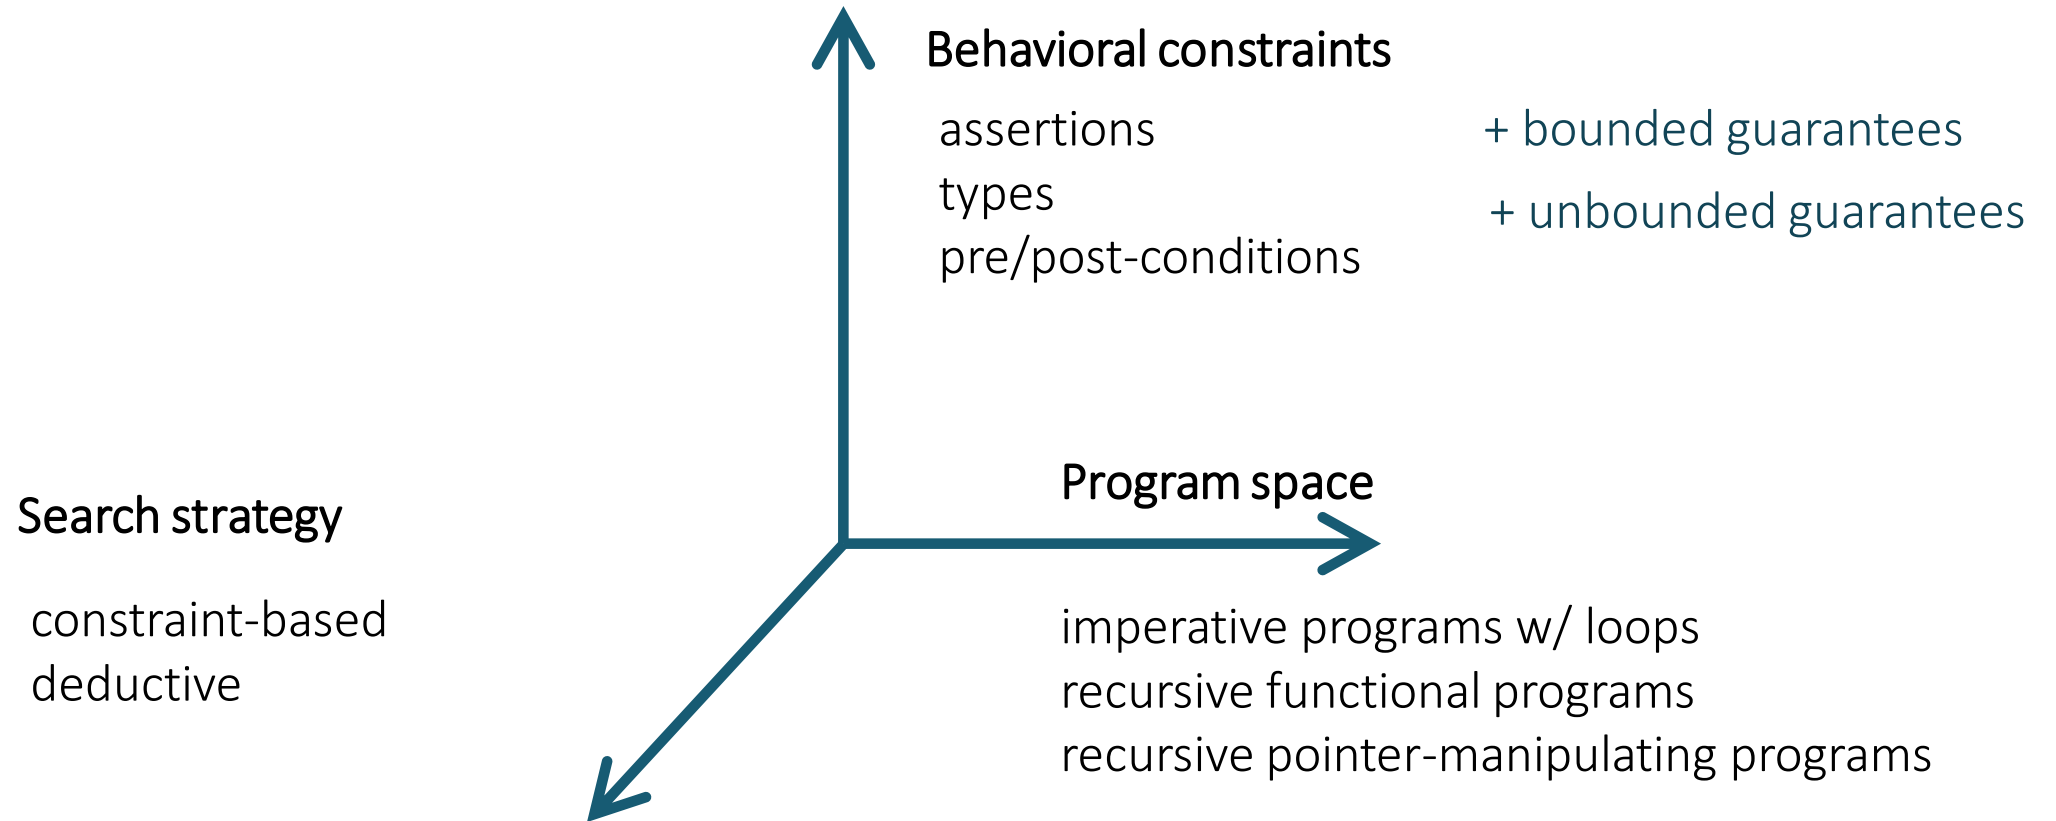 Behavioral constraints
assertions
+ bounded guarantees
types
+ unbounded guarantees
pre/post-conditions
Program space
Search strategy
constraint-based
deductive
imperative programs w/ loops
recursive functional programs
recursive pointer-manipulating programs